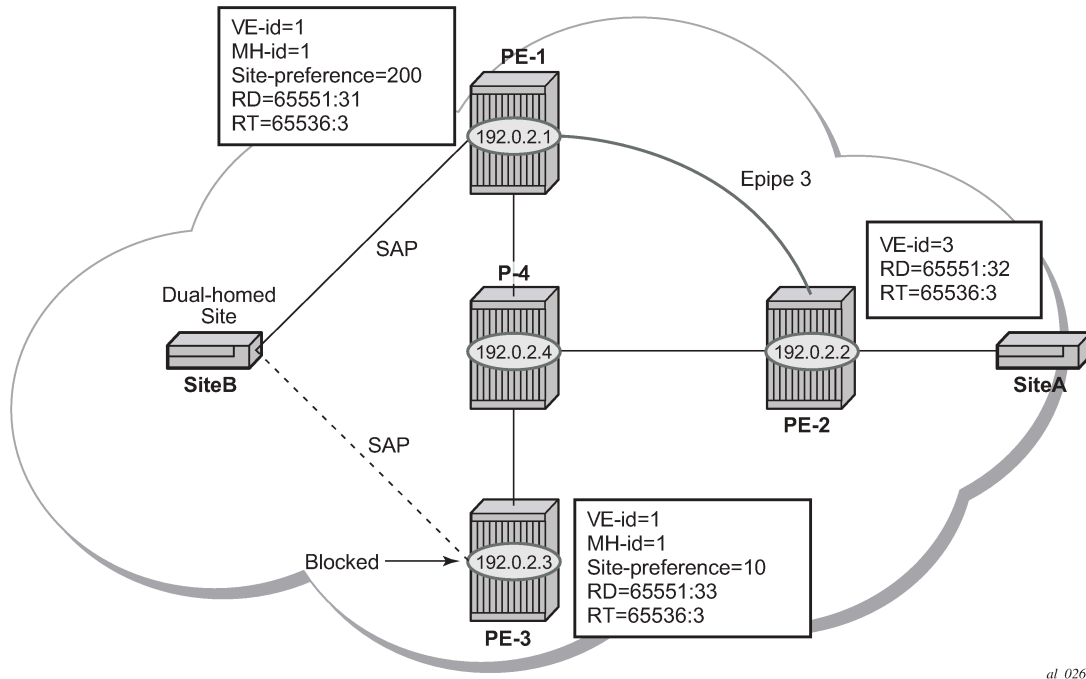 VE-id=1
MH-id=1
Site-preference=200
RD=65551:31
RT=65536:3
PE-1
192.0.2.1
Epipe 3
SAP
VE-id=3
RD=65551:32
RT=65536:3
P-4
Dual-homed
Site
192.0.2.4
192.0.2.2
SiteB
SiteA
PE-2
SAP
Blocked
192.0.2.3
PE-3
VE-id=1
MH-id=1
Site-preference=10
RD=65551:33
RT=65536:3
al_026